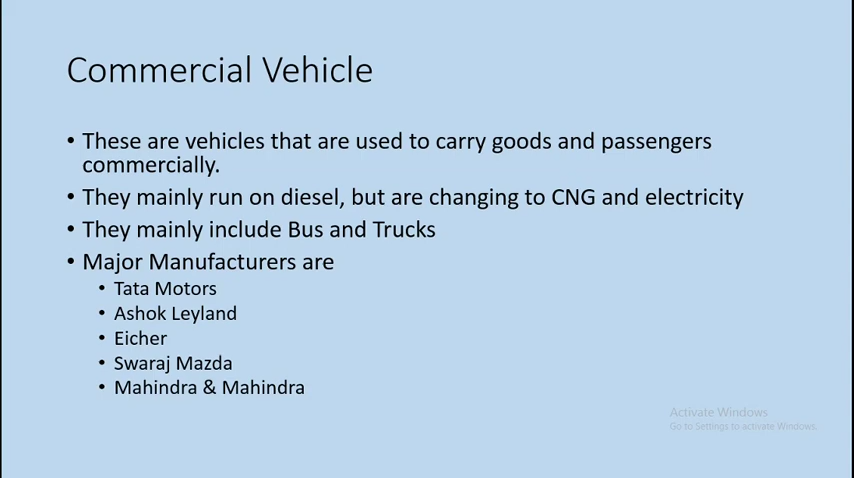 Commercial Vehicle
• These are vehicles that are used to carry goods and passengers
commercially.
• They mainly run on diesel, but are changing to CNG and electricity
• They mainly include Bus and Trucks
• Major Manufacturers are
• Tata Motors
• Ashok Leyland
• Eicher
• Swaraj Mazda
• Mahindra & Mahindra
Activate Windows
Go to Settings to activate Windows.